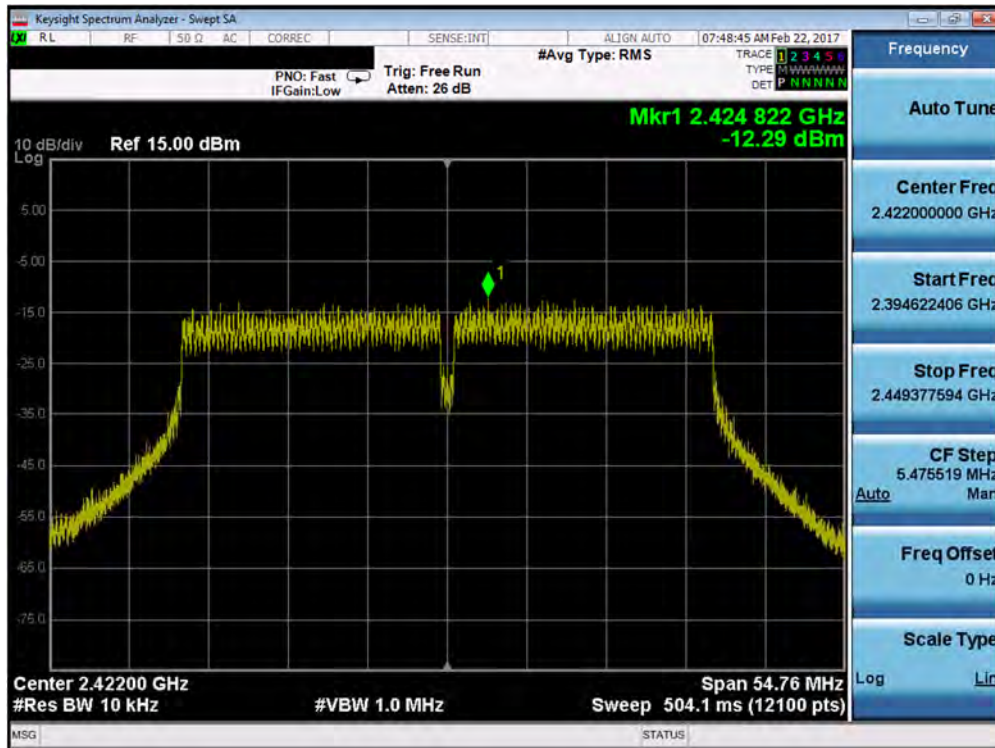 Keysight Spectrum Analyzer - Swept SA
LXI RL RF 50 Ω AC CORREC SENSE:INT ALIGN AUTO 07:48:45 AM Feb 22, 2017
Frequency
#Avg Type: RMS
TRACE 1 2 3 4 5 6
PNO: Fast
Trig: Free Run
TYPE M W W W W W
IFGain:Low
Atten: 26 dB
DET P N N N N N
Mkr1 2.424 822 GHz
-12.29 dBm
10 dB/div Ref 15.00 dBm
Log
5.00
-5.00
1
-15.0
-25.0
-35.0
-45.0
-55.0
-65.0
-75.0
Center 2.42200 GHz
Span 54.76 MHz
#Res BW 10 kHz
#VBW 1.0 MHz
Sweep 504.1 ms (12100 pts)
Auto Tune
Center Freq
2.422000000 GHz
Start Freq
2.394622406 GHz
Stop Freq
2.449377594 GHz
CF Step
5.475519 MHz
Auto Man
Freq Offset
0 Hz
Scale Type
Log Lin
MSG STATUS